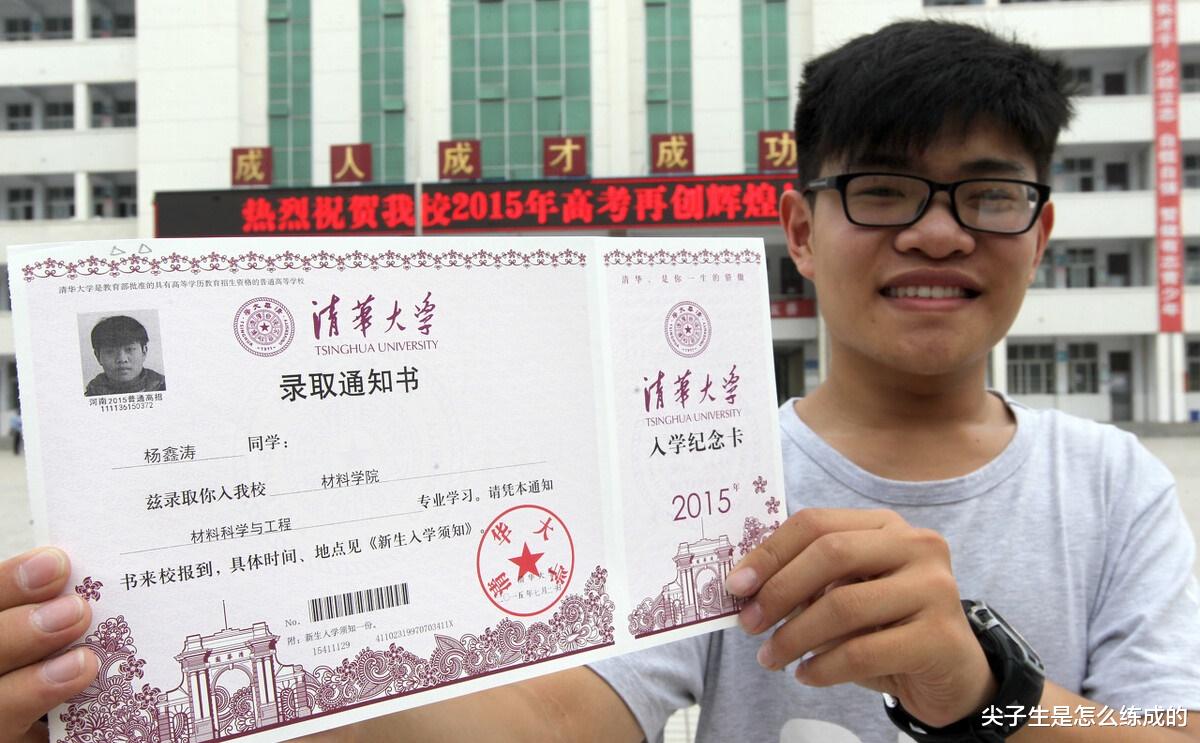 成人成才成功
热烈祝贺我校2015年高考再创辉煌
清华大学是教育部批准的具有高等学历教育招生资格的普通高等学校
清华大学
TSINGHUA UNIVERSITY
录取通知书
河南2015普通高招
111136150372
杨鑫涛 同学：
兹录取你入我校 材料学院
材料科学与工程 专业学习。请凭本通知
书来校报到，具体时间、地点见《新生入学须知》。
清华大学
No.
附：新生入学须知一份。
15411129
41102319970703411X
清华，是你一生的骄傲
清华大学
TSINGHUA UNIVERSITY
入学纪念卡
2015年
尖子生是怎么练成的